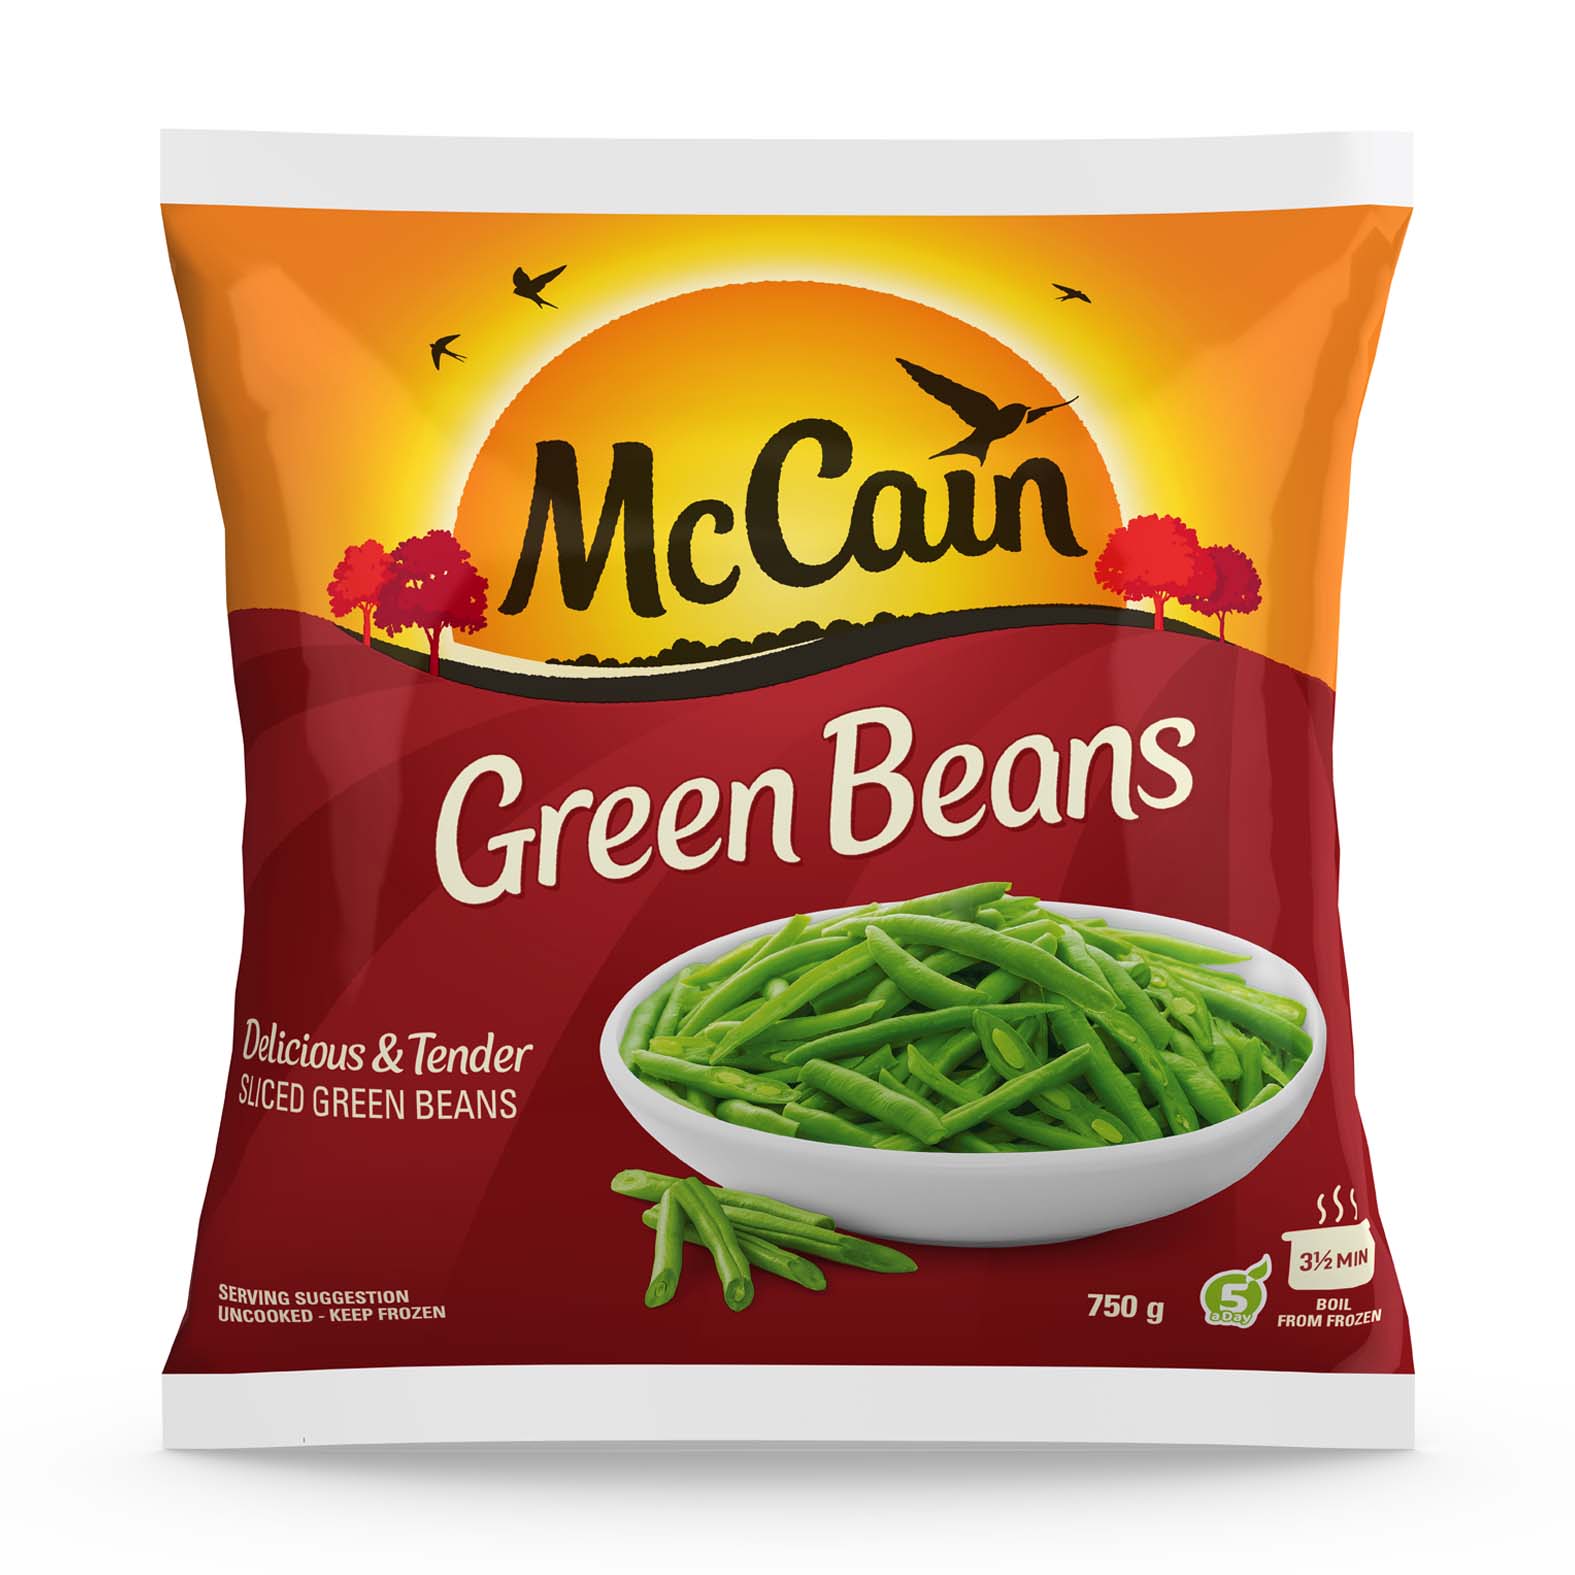 McCain
Green Beans
Delicious & Tender
SLICED GREEN BEANS
SERVING SUGGESTION
UNCOOKED - KEEP FROZEN
750 g
5
a Day
3½ MIN
BOIL
FROM FROZEN